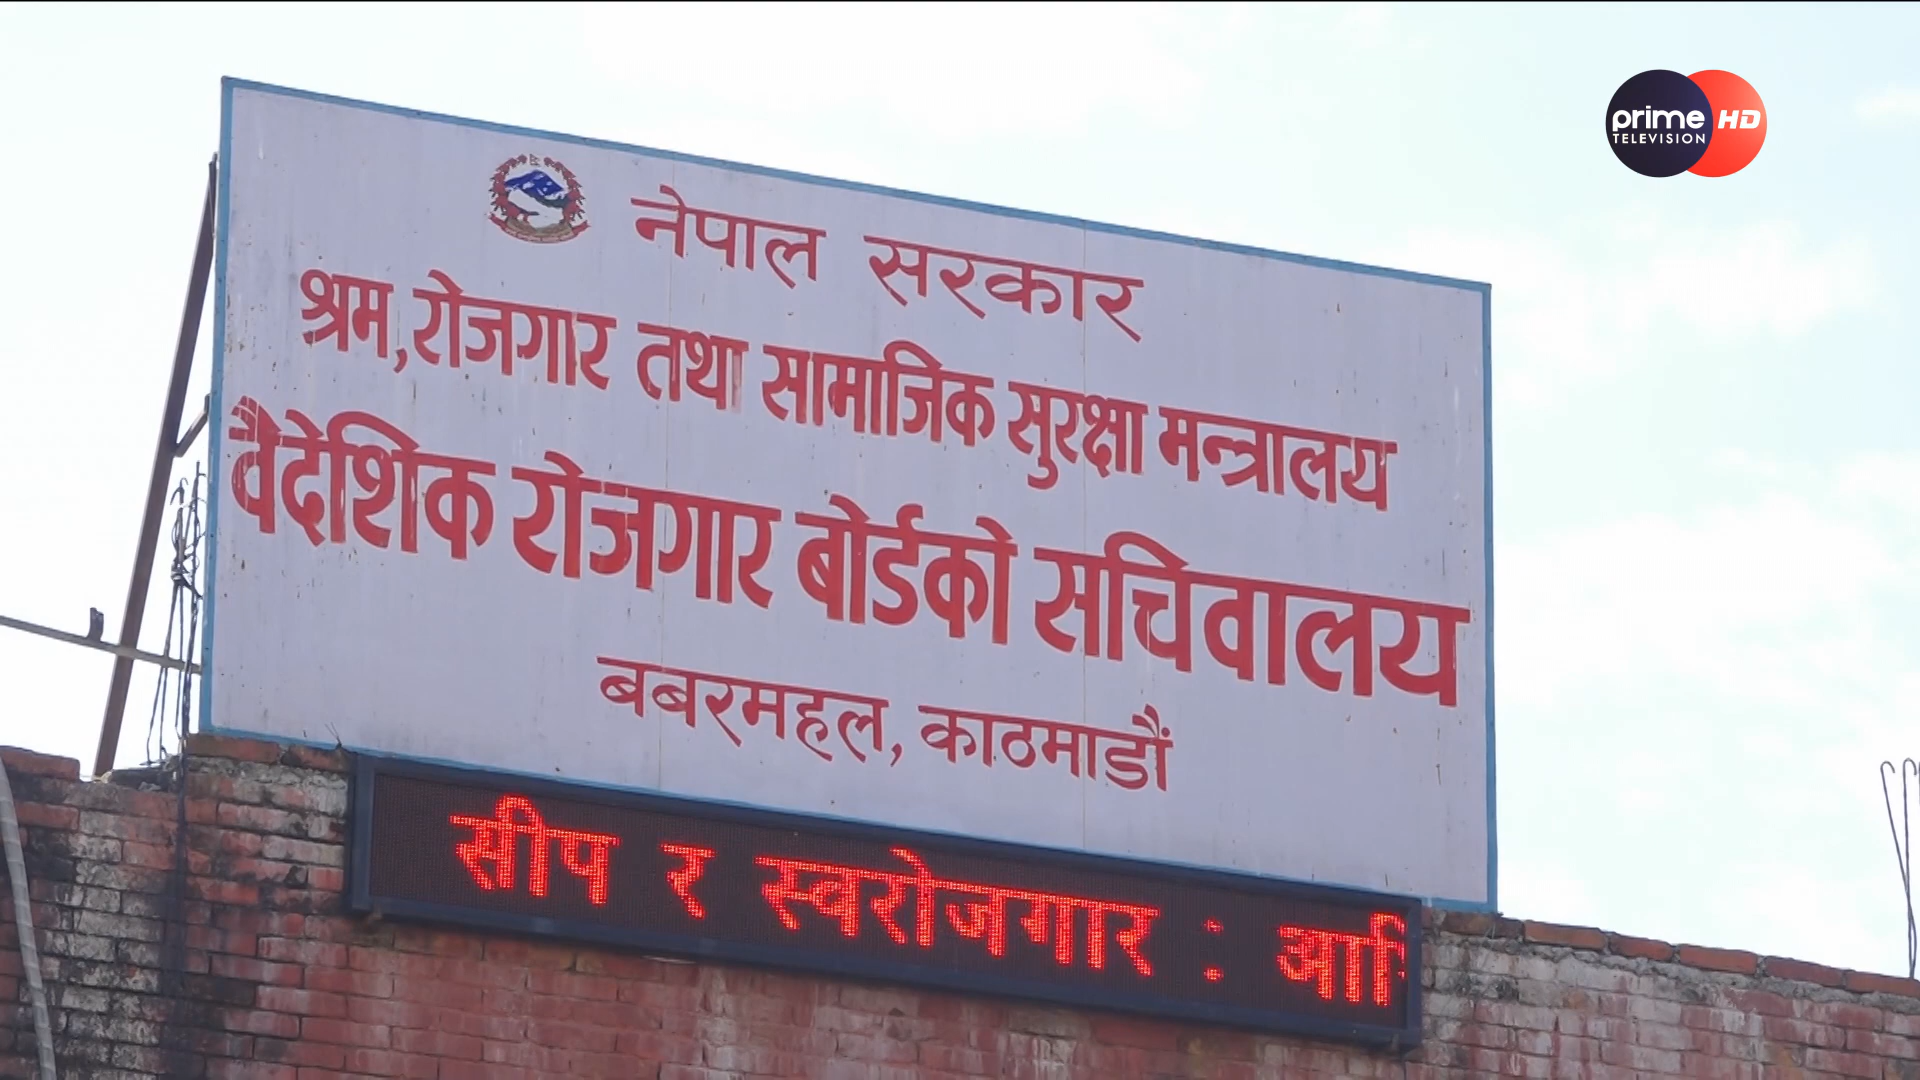 prime HD
TELEVISION
नेपाल सरकार
श्रम, रोजगार तथा सामाजिक सुरक्षा मन्त्रालय
वैदेशिक रोजगार बोर्डको सचिवालय
बबरमहल, काठमाडौं
सीप र स्वरोजगार :